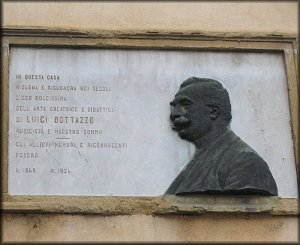 IN QUESTA CASA
RISUONA E RISUONERA NEI SECOLI
L'ECO DOLCISSIMA
DELL'ARTE CREATRICE E DIDATTICA
DI LUIGI BOTTAZZO
MUSICISTA E MAESTRO SOMMO
GLI ALLIEVI MEMORI E RICONOSCENTI
POSERO
N. 1845 M. 1924